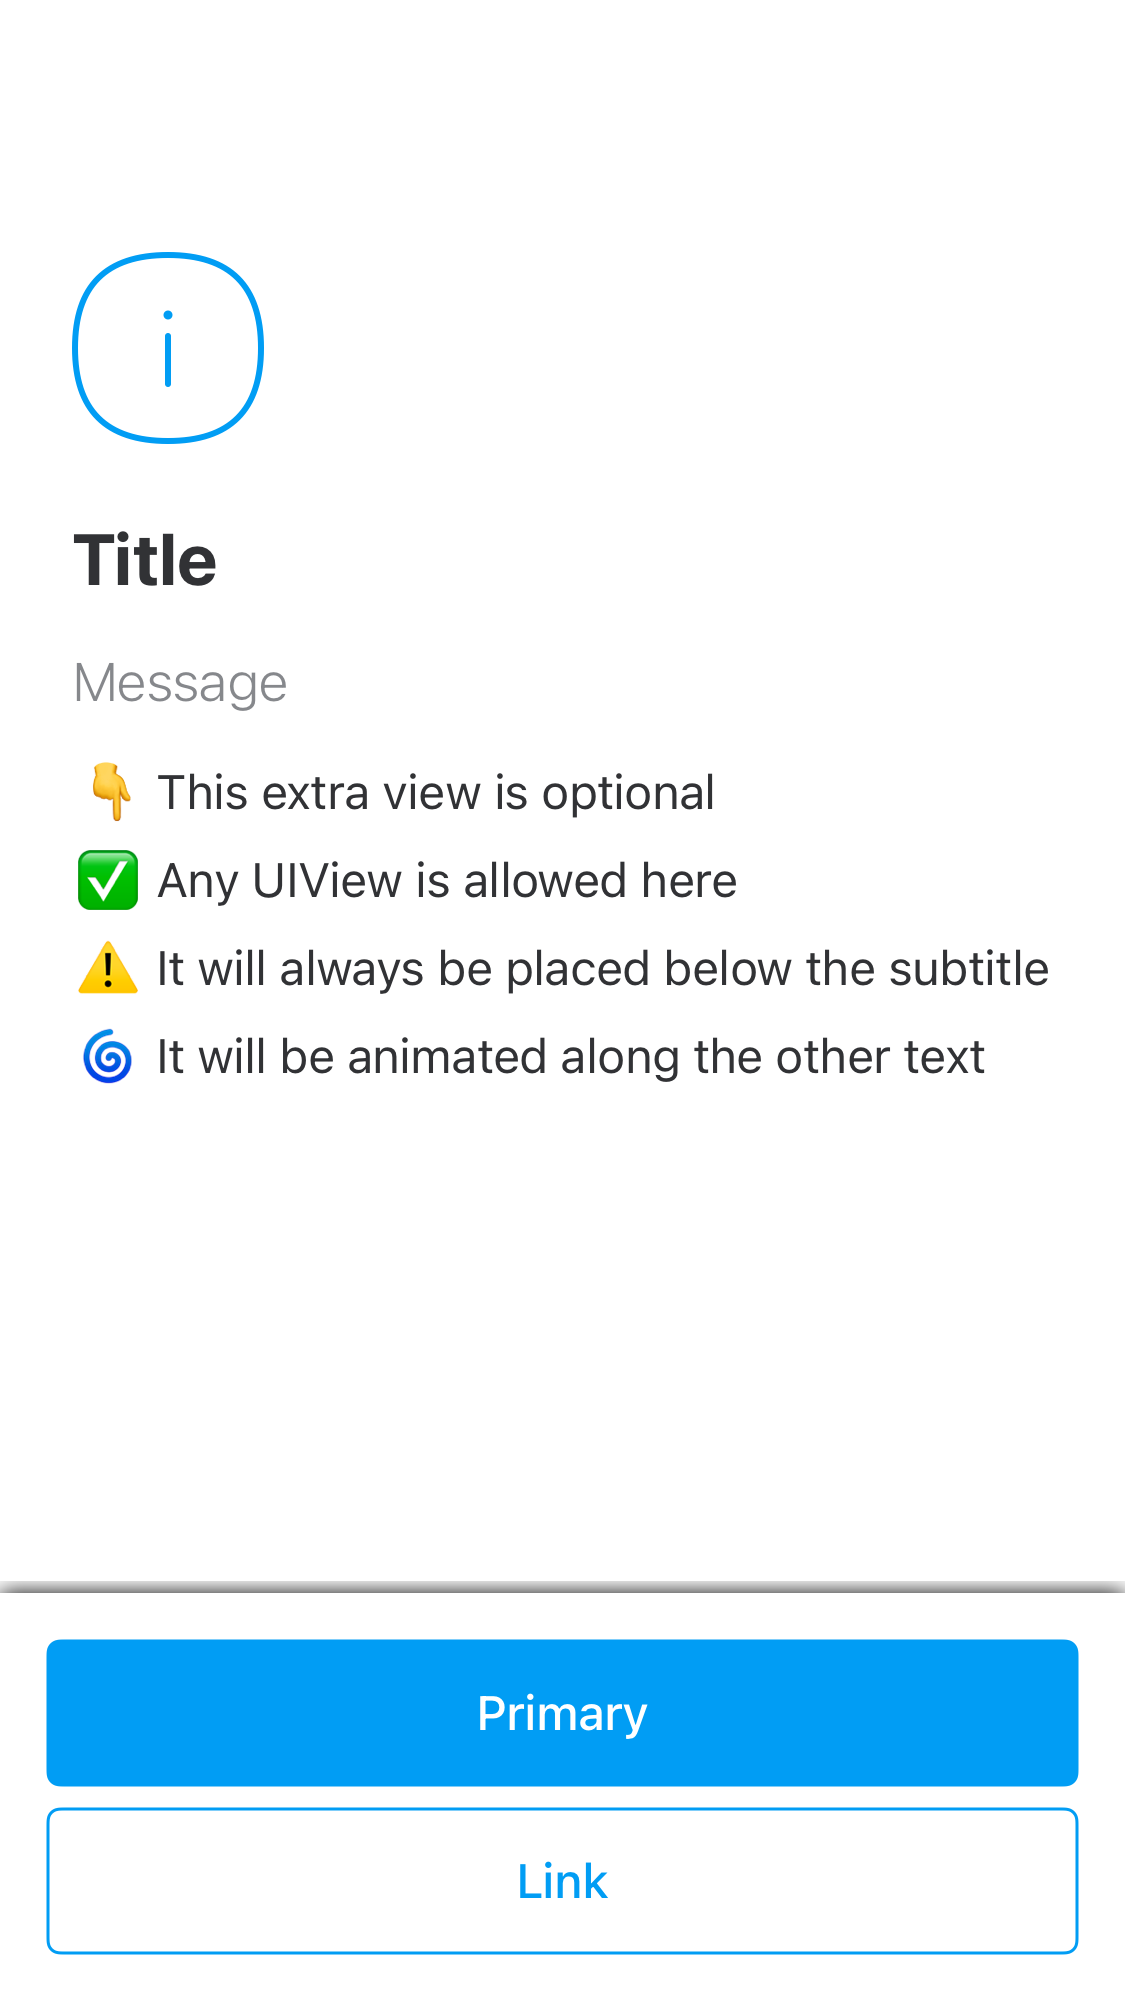 Title
Message
👇 This extra view is optional
✅ Any UIView is allowed here
⚠️ It will always be placed below the subtitle
🌀 It will be animated along the other text
Primary
Link